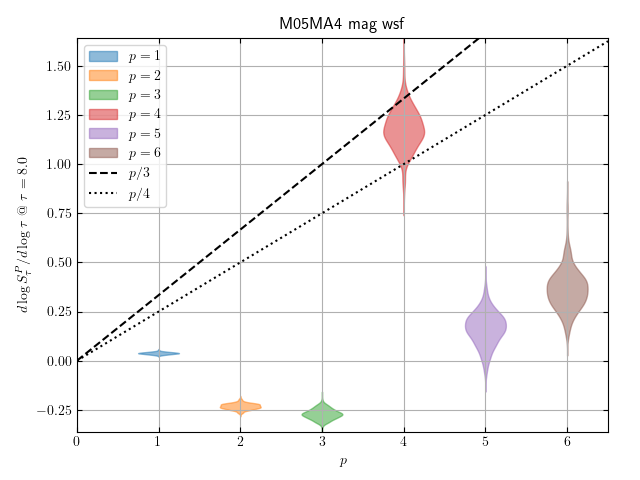 M05MA4 mag wsf
d log S_τ^p / d log τ @ τ = 8.0
1.50
1.25
1.00
0.75
0.50
0.25
0.00
−0.25
p = 1
p = 2
p = 3
p = 4
p = 5
p = 6
p/3
p/4
0 1 2 3 4 5 6
p